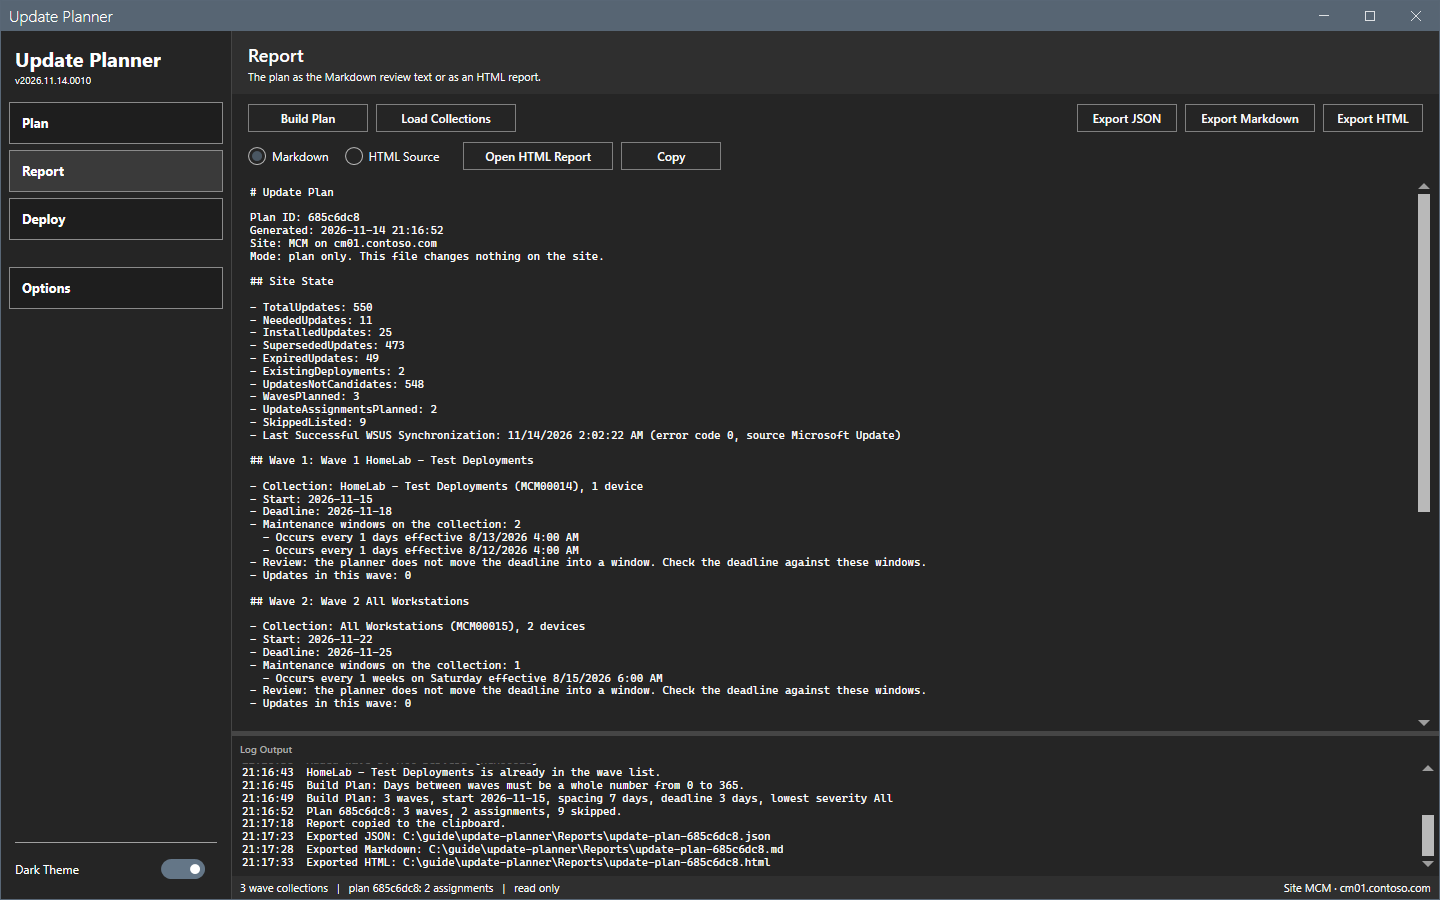 Update Planner
Update Planner
v2026.11.14.0010
Plan
Report
Deploy
Options
Dark Theme
Report
The plan as the Markdown review text or as an HTML report.
Build Plan
Load Collections
Export JSON
Export Markdown
Export HTML
Markdown
HTML Source
Open HTML Report
Copy
# Update Plan
Plan ID: 685c6dc8
Generated: 2026-11-14 21:16:52
Site: MCM on cm01.contoso.com
Mode: plan only. This file changes nothing on the site.
## Site State
- TotalUpdates: 550
- NeededUpdates: 11
- InstalledUpdates: 25
- SupersededUpdates: 473
- ExpiredUpdates: 49
- ExistingDeployments: 2
- UpdatesNotCandidates: 548
- WavesPlanned: 3
- UpdateAssignmentsPlanned: 2
- SkippedListed: 9
- Last Successful WSUS Synchronization: 11/14/2026 2:02:22 AM (error code 0, source Microsoft Update)
## Wave 1: Wave 1 HomeLab - Test Deployments
- Collection: HomeLab - Test Deployments (MCM00014), 1 device
- Start: 2026-11-15
- Deadline: 2026-11-18
- Maintenance windows on the collection: 2
- Occurs every 1 days effective 8/13/2026 4:00 AM
- Occurs every 1 days effective 8/12/2026 4:00 AM
- Review: the planner does not move the deadline into a window. Check the deadline against these windows.
- Updates in this wave: 0
## Wave 2: Wave 2 All Workstations
- Collection: All Workstations (MCM00015), 2 devices
- Start: 2026-11-22
- Deadline: 2026-11-25
- Maintenance windows on the collection: 1
- Occurs every 1 weeks on Saturday effective 8/15/2026 6:00 AM
- Review: the planner does not move the deadline into a window. Check the deadline against these windows.
- Updates in this wave: 0
Log Output
21:16:43 HomeLab - Test Deployments is already in the wave list.
21:16:45 Build Plan: Days between waves must be a whole number from 0 to 365.
21:16:49 Build Plan: 3 waves, start 2026-11-15, spacing 7 days, deadline 3 days, lowest severity All
21:16:52 Plan 685c6dc8: 3 waves, 2 assignments, 9 skipped.
21:17:18 Report copied to the clipboard.
21:17:23 Exported JSON: C:\guide\update-planner\Reports\update-plan-685c6dc8.json
21:17:28 Exported Markdown: C:\guide\update-planner\Reports\update-plan-685c6dc8.md
21:17:33 Exported HTML: C:\guide\update-planner\Reports\update-plan-685c6dc8.html
3 wave collections | plan 685c6dc8: 2 assignments | read only
Site MCM · cm01.contoso.com